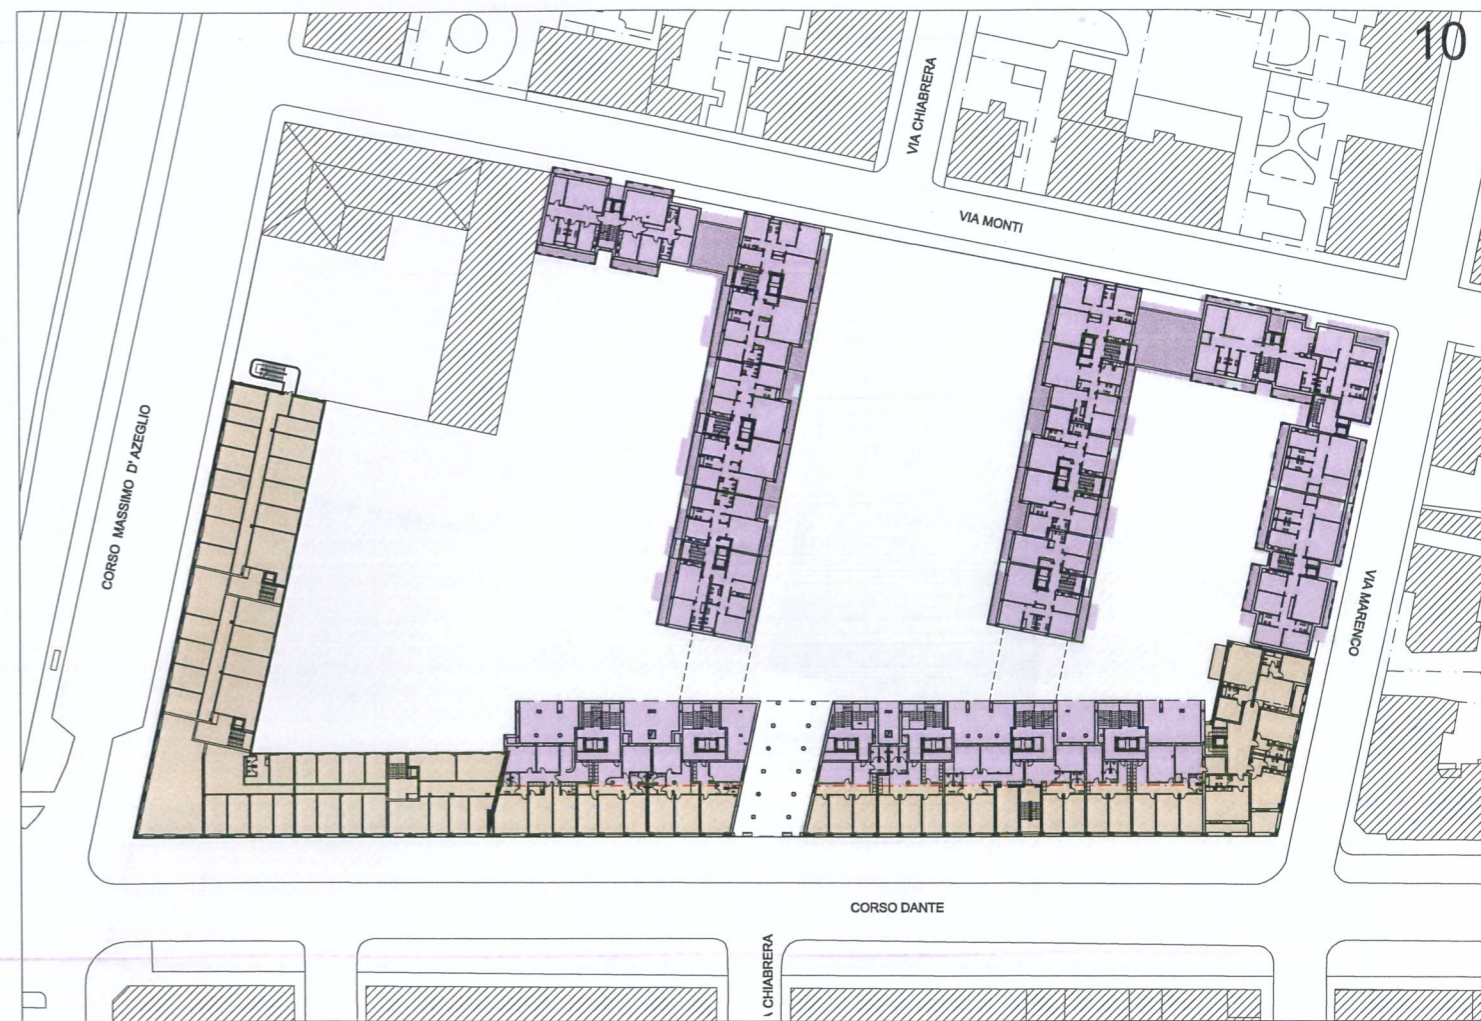 10
VIA CHIABRERA
VIA MONTI
CORSO MASSIMO D'AZEGLIO
VIA MARENCO
CORSO DANTE
CHIABRERA